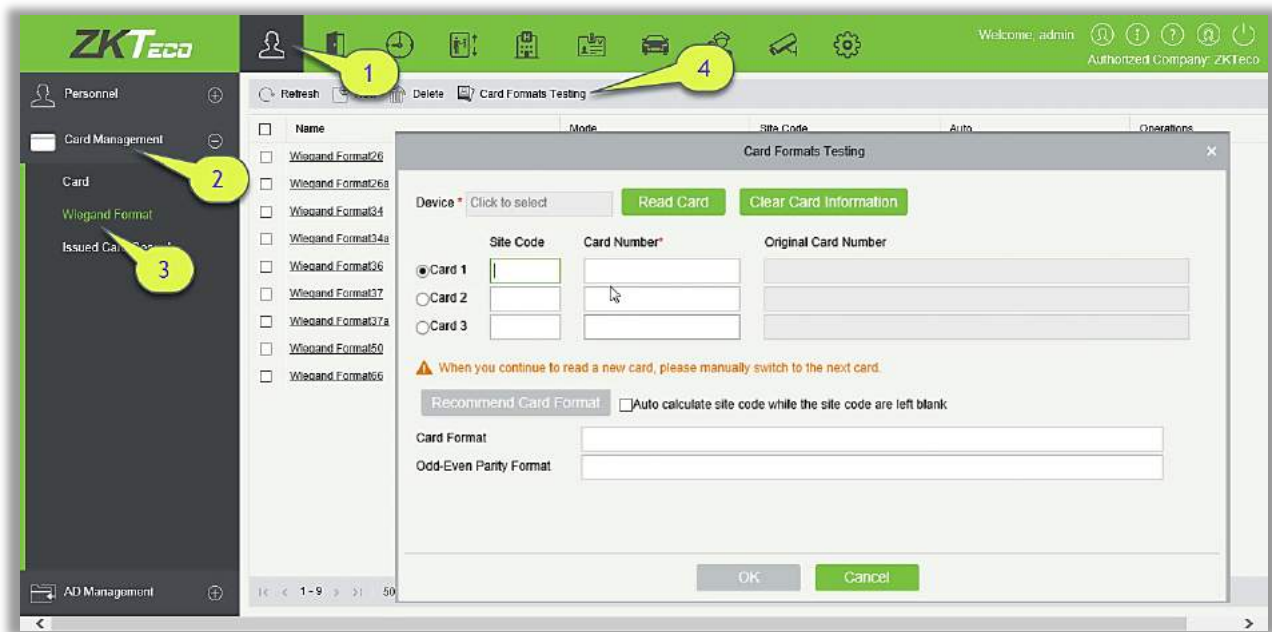 ZKTECO
Welcome, admin
Authorized Company: ZKTeco
1
4
Personnel
Refresh Delete Card Formats Testing
Card Management
2
Card
Wiegand Format
3
Issued Card
AD Management
Name Mode Site Code Auto Operations
Wiegand Format26
Wiegand Format26a
Wiegand Format34
Wiegand Format34a
Wiegand Format36
Wiegand Format37
Wiegand Format37a
Wiegand Format50
Wiegand Format66
1-9 50
Card Formats Testing
Device * Click to select Read Card Clear Card Information
Site Code Card Number* Original Card Number
Card 1
Card 2
Card 3
When you continue to read a new card, please manually switch to the next card.
Recommend Card Format Auto calculate site code while the site code are left blank
Card Format
Odd-Even Parity Format
OK Cancel